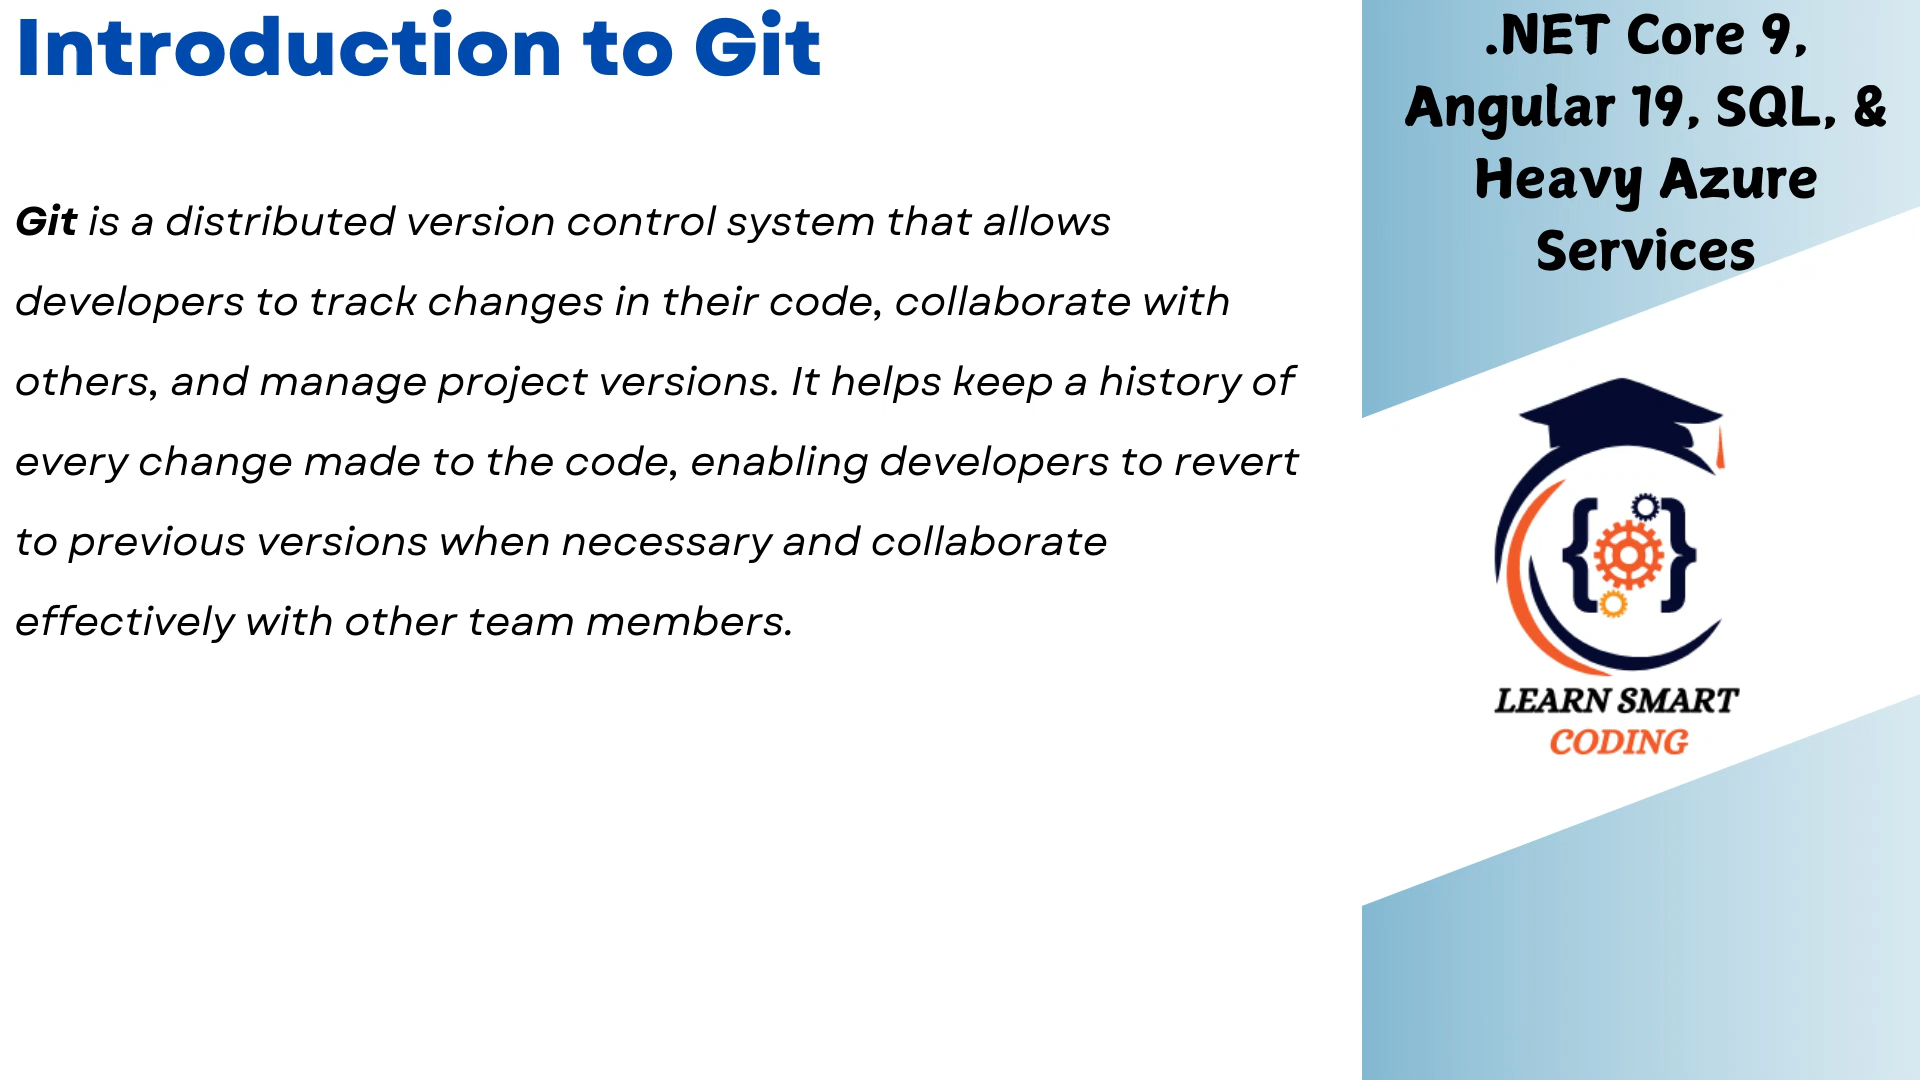 Introduction to Git
Git is a distributed version control system that allows
developers to track changes in their code, collaborate with
others, and manage project versions. It helps keep a history of
every change made to the code, enabling developers to revert
to previous versions when necessary and collaborate
effectively with other team members.
.NET Core 9,
Angular 19, SQL, &
Heavy Azure
Services
{ }
LEARN SMART
CODING